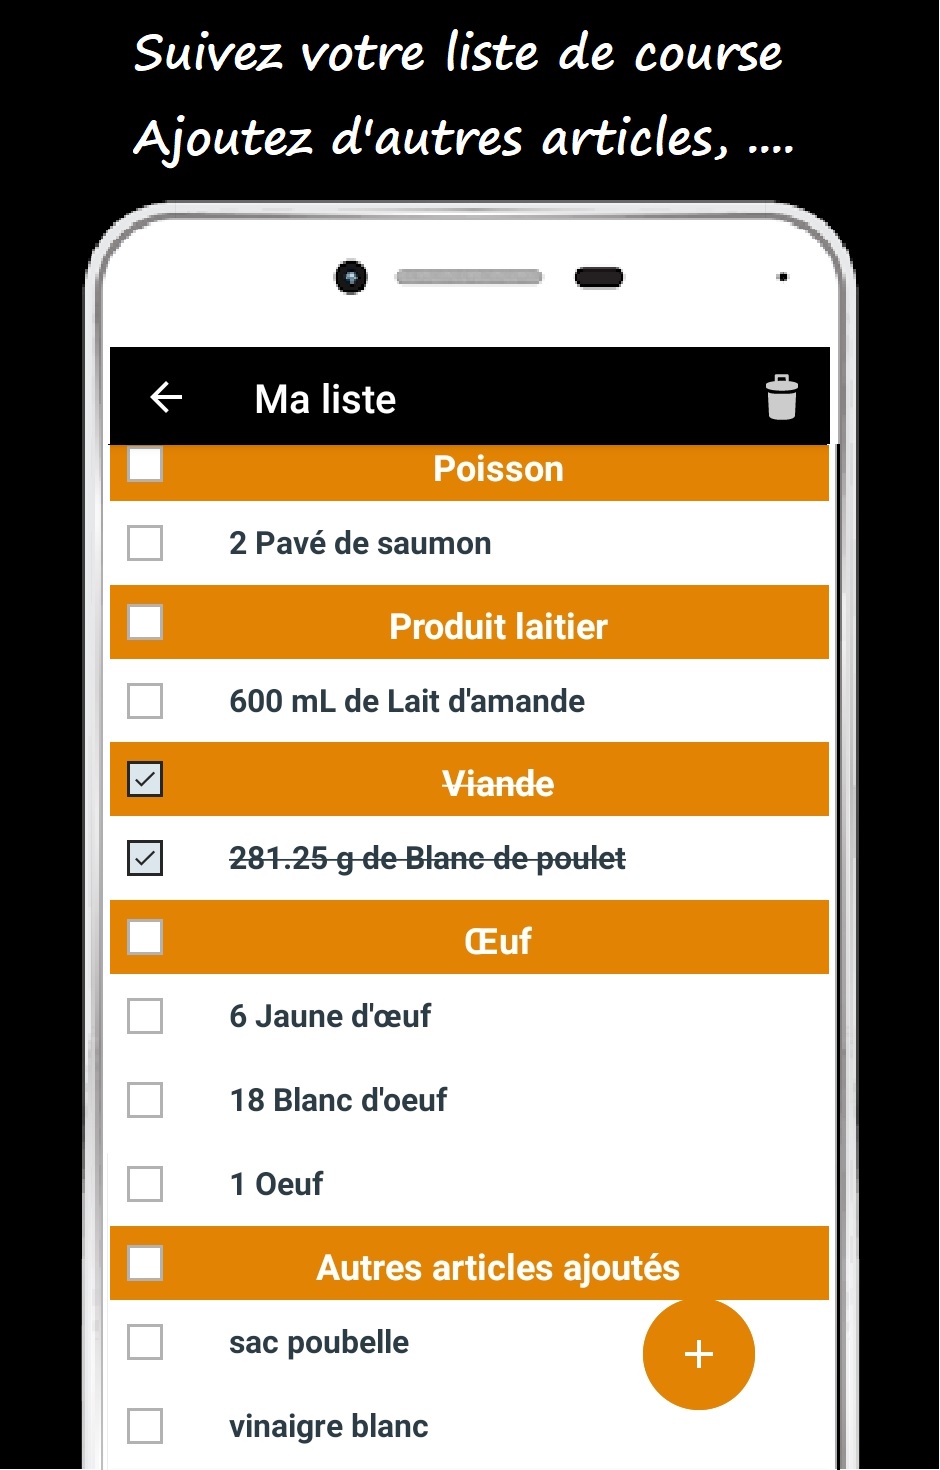 Suivez votre liste de course
Ajoutez d'autres articles, ....
Ma liste
Poisson
2 Pavé de saumon
Produit laitier
600 mL de Lait d'amande
Viande
281.25 g de Blanc de poulet
Œuf
6 Jaune d'œuf
18 Blanc d'oeuf
1 Oeuf
Autres articles ajoutés
sac poubelle
vinaigre blanc